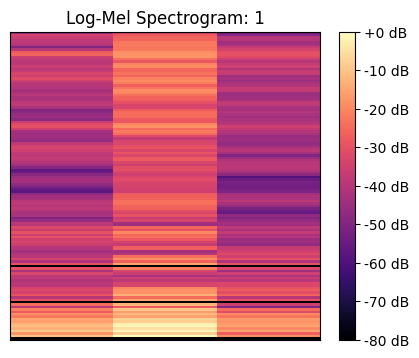 Log-Mel Spectrogram: 1
+0 dB
-10 dB
-20 dB
-30 dB
-40 dB
-50 dB
-60 dB
-70 dB
-80 dB